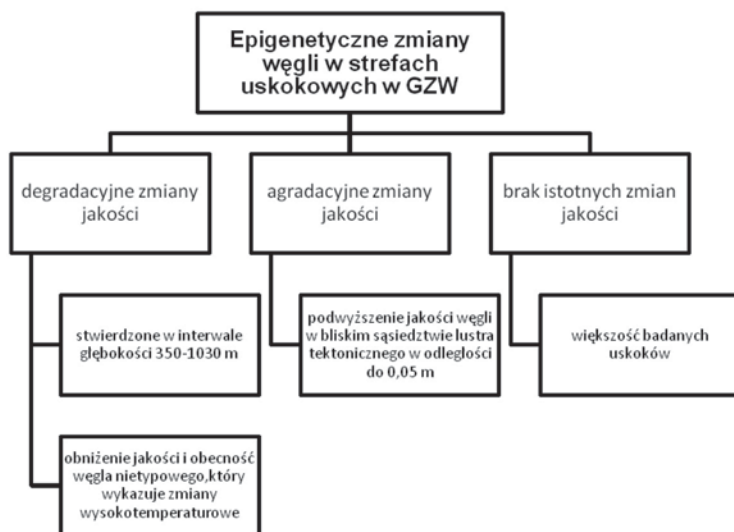 Epigenetyczne zmiany
węgli w strefach
uskokowych w GZW
degradacyjne zmiany
jakości
agradacyjne zmiany
jakości
brak istotnych zmian
jakości
stwierdzone w interwale
głębokości 350-1030 m
podwyższenie jakości węgli
w bliskim sąsiedztwie lustra
tektonicznego w odległości
do 0,05 m
większość badanych
uskoków
obniżenie jakości i obecność
węgla nietypowego,który
wykazuje zmiany
wysokotemperaturowe